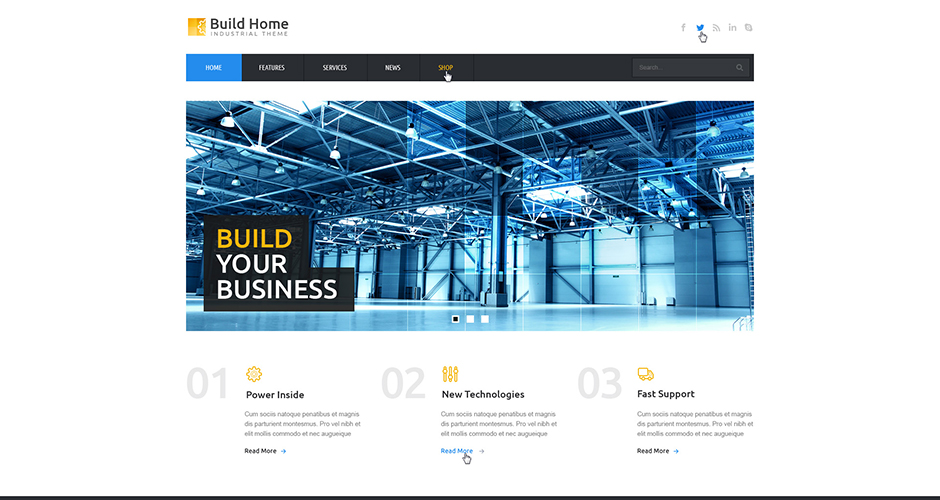 Build Home
INDUSTRIAL THEME
HOME FEATURES SERVICES NEWS SHOP Search...
BUILD
YOUR
BUSINESS
01 02 03
Power Inside New Technologies Fast Support
Cum sociis natoque penatibus et magnis
dis parturient montesmus. Pro vel nibh et
elit mollis commodo et nec augueique
Read More
Cum sociis natoque penatibus et magnis
dis parturient montesmus. Pro vel nibh et
elit mollis commodo et nec augueique
Read More
Cum sociis natoque penatibus et magnis
dis parturient montesmus. Pro vel nibh et
elit mollis commodo et nec augueique
Read More